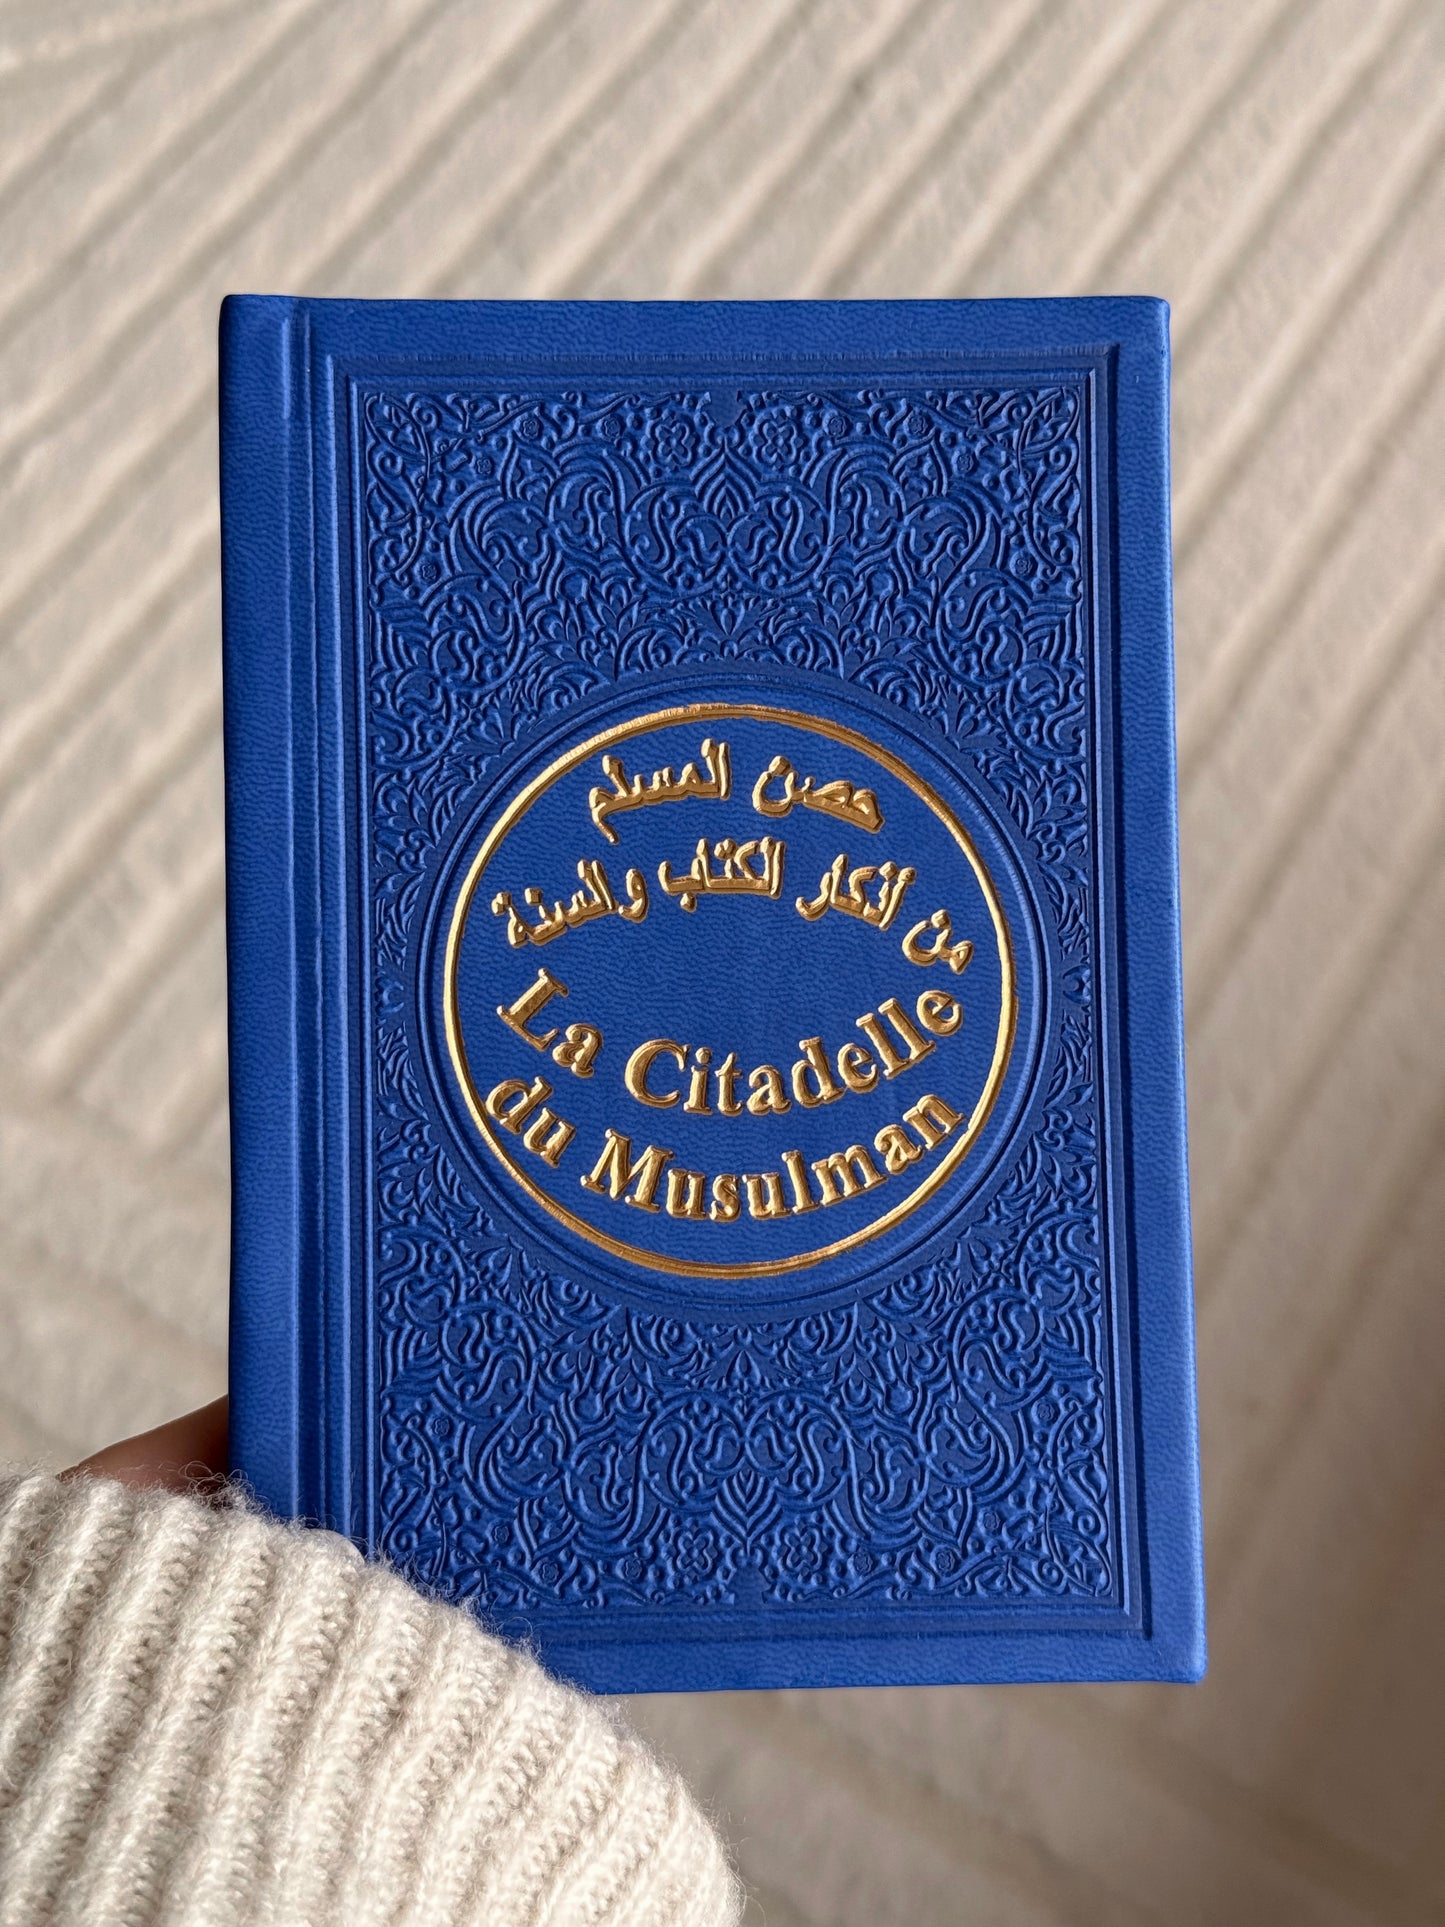 حصن المسلم
من أذكار الكتاب والسنة
La Citadelle
du Musulman